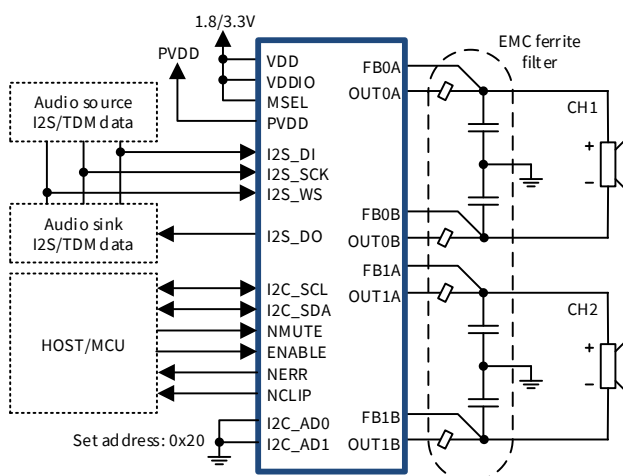 1.8/3.3V
PVDD
Audio source
I2S/TDM data
Audio sink
I2S/TDM data
HOST/MCU
Set address: 0x20
VDD
VDDIO
MSEL
PVDD
I2S_DI
I2S_SCK
I2S_WS
I2S_DO
I2C_SCL
I2C_SDA
NMUTE
ENABLE
NERR
NCLIP
I2C_AD0
I2C_AD1
FB0A
OUT0A
FB0B
OUT0B
FB1A
OUT1A
FB1B
OUT1B
EMC ferrite
filter
CH1
+
−
CH2
+
−